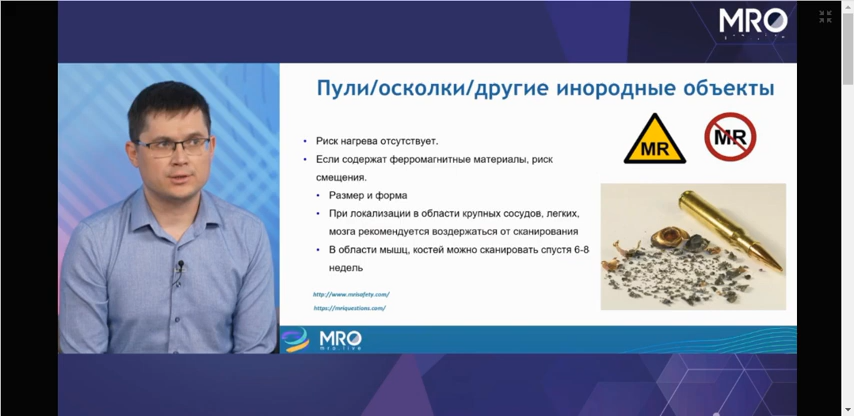 MRO
Пули/осколки/другие инородные объекты
MR
MR
Риск нагрева отсутствует.
Если содержат ферромагнитные материалы, риск
смещения.
Размер и форма
При локализации в области крупных сосудов, легких,
мозга рекомендуется воздержаться от сканирования
В области мышц, костей можно сканировать спустя 6-8
недель
http://www.mrisafety.com/
https://mriquestions.com/
MRO
mro.live